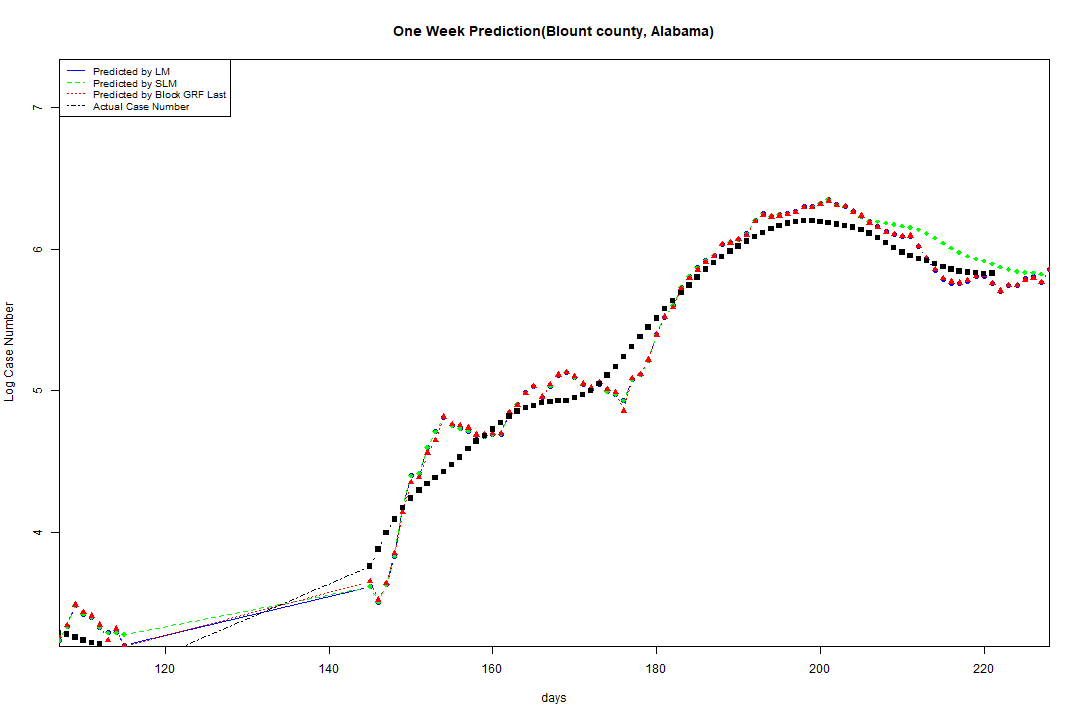 One Week Prediction(Blount county, Alabama)
Predicted by LM
Predicted by SLM
Predicted by Block GRF Last
Actual Case Number
7
6
5
4
Log Case Number
120 140 160 180 200 220
days